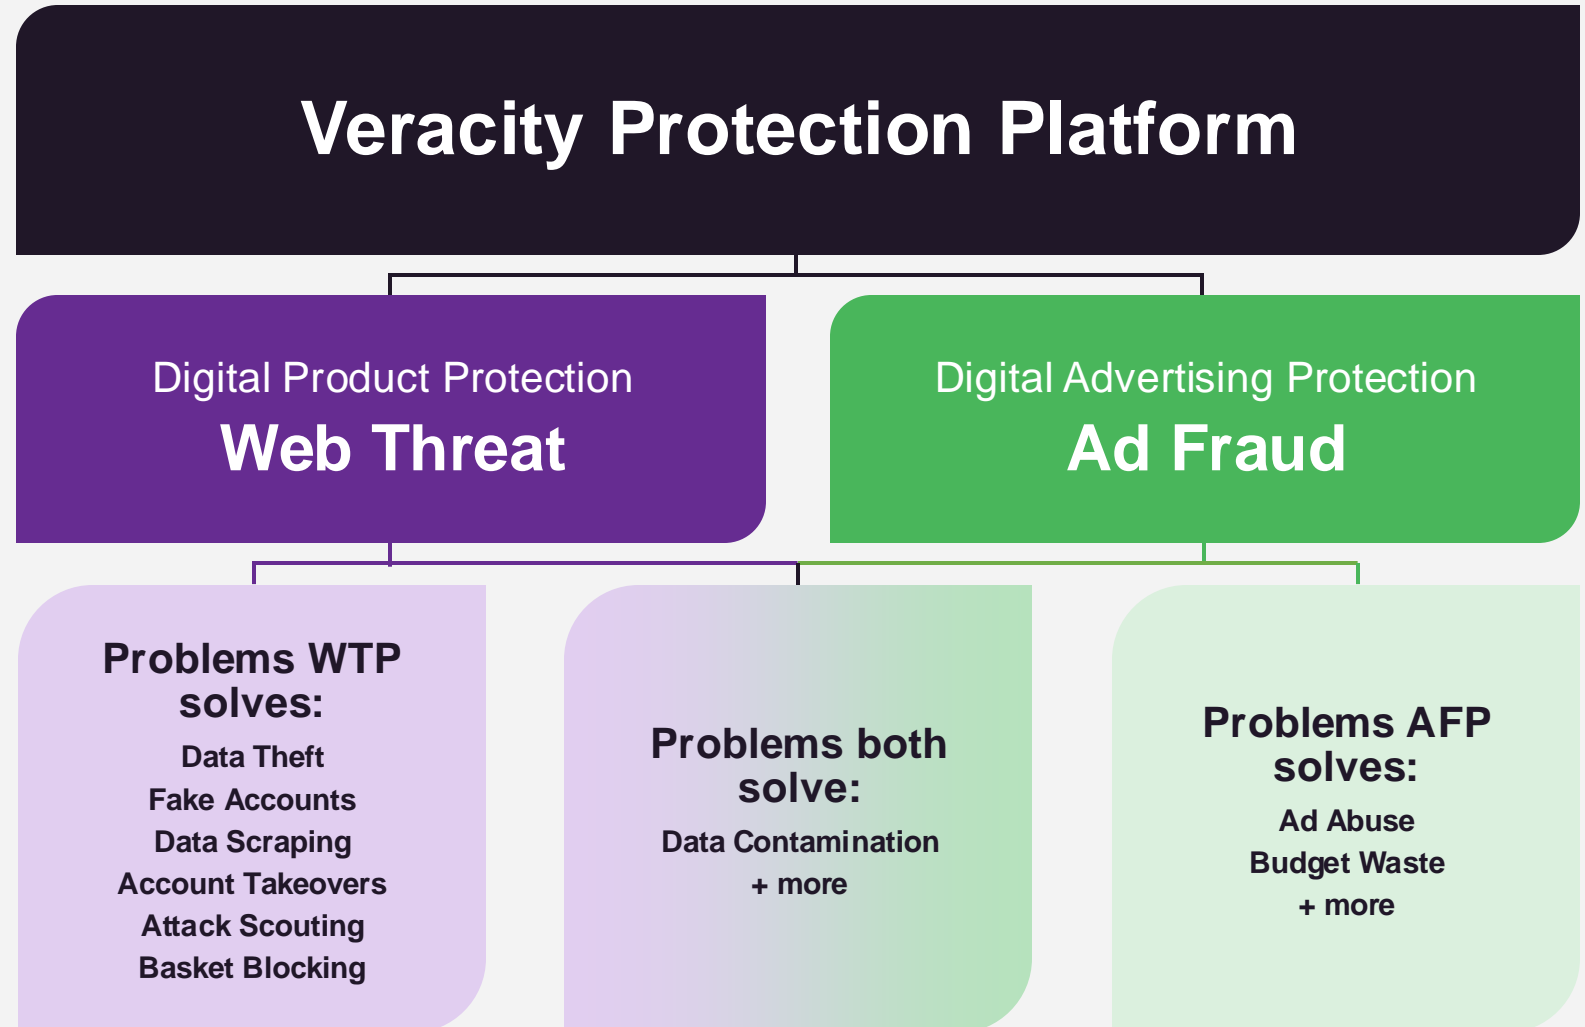 Veracity Protection Platform
Digital Product Protection
Web Threat
Digital Advertising Protection
Ad Fraud
Problems WTP
solves:
Data Theft
Fake Accounts
Data Scraping
Account Takeovers
Attack Scouting
Basket Blocking
Problems both
solve:
Data Contamination
+ more
Problems AFP
solves:
Ad Abuse
Budget Waste
+ more